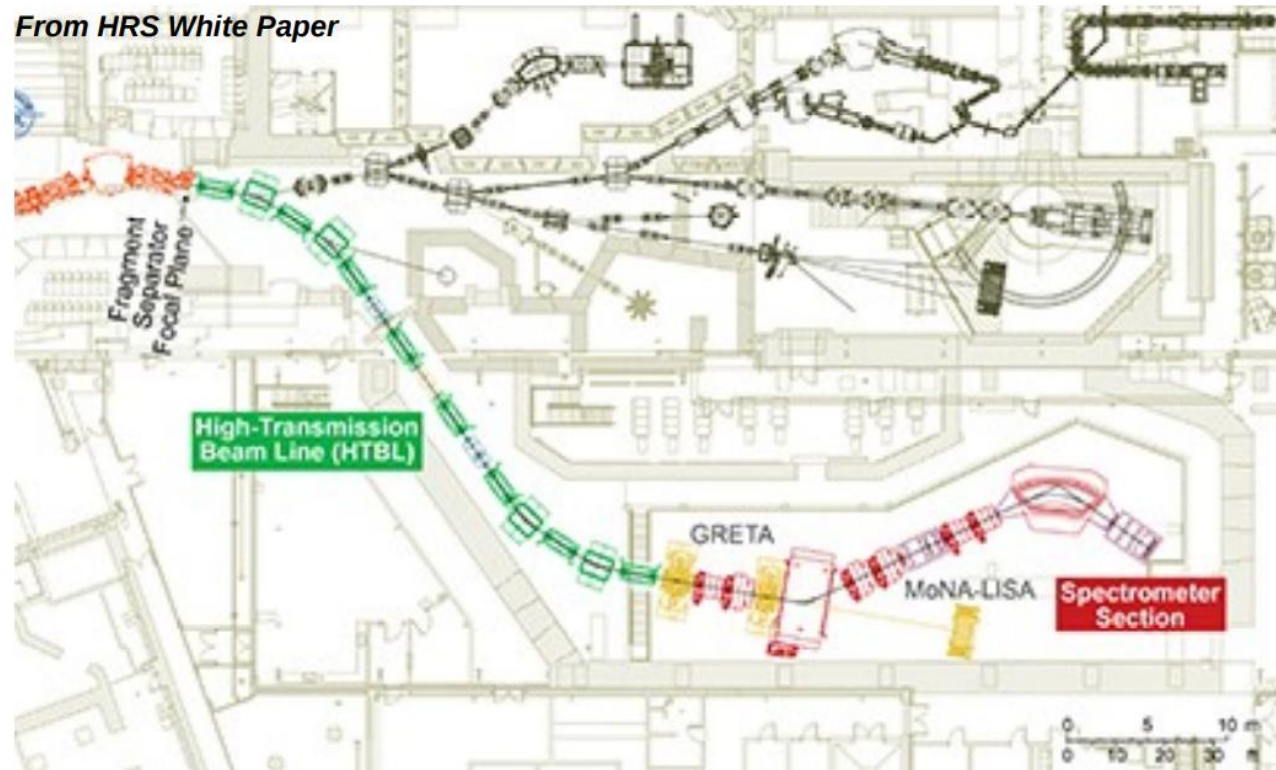 From HRS White Paper
Fragment
Separator
Focal Plane
High-Transmission
Beam Line (HTBL)
GRETA
MoNA-LISA
Spectrometer
Section
0 5 10 m
0 10 20 30 ft